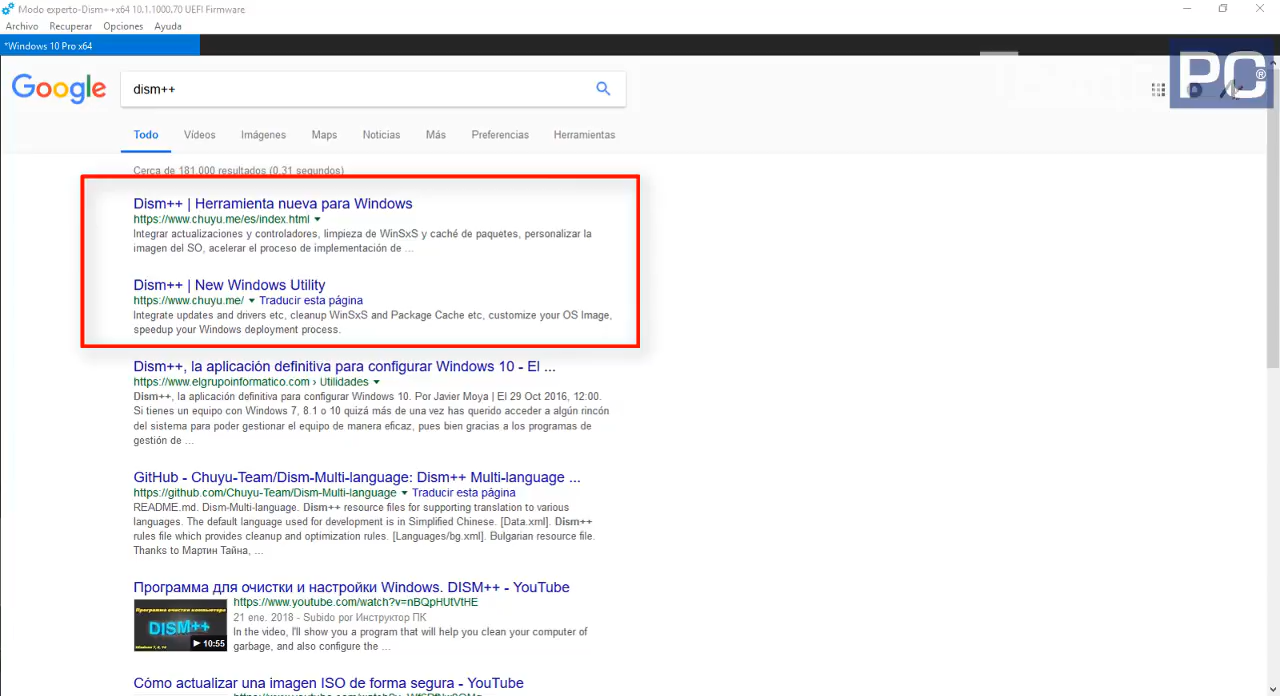 Modo experto-Dism++x64 10.1.1000.70 UEFI Firmware
Archivo Recuperar Opciones Ayuda
*Windows 10 Pro x64
PC®
Google
dism++
Todo Vídeos Imágenes Maps Noticias Más Preferencias Herramientas
Cerca de 181.000 resultados (0,31 segundos)
Dism++ | Herramienta nueva para Windows
https://www.chuyu.me/es/index.html
Integrar actualizaciones y controladores, limpieza de WinSxS y caché de paquetes, personalizar la
imagen del SO, acelerar el proceso de implementación de ...
Dism++ | New Windows Utility
https://www.chuyu.me/ Traducir esta página
Integrate updates and drivers etc, cleanup WinSxS and Package Cache etc, customize your OS Image,
speedup your Windows deployment process.
Dism++, la aplicación definitiva para configurar Windows 10 - El ...
https://www.elgrupoinformatico.com › Utilidades
Dism++, la aplicación definitiva para configurar Windows 10. Por Javier Moya | El 29 Oct 2016, 12:00.
Si tienes un equipo con Windows 7, 8.1 o 10 quizá más de una vez has querido acceder a algún rincón
del sistema para poder gestionar el equipo de manera eficaz, pues bien gracias a los programas de
gestión de ...
GitHub - Chuyu-Team/Dism-Multi-language: Dism++ Multi-language ...
https://github.com/Chuyu-Team/Dism-Multi-language Traducir esta página
README.md. Dism-Multi-language. Dism++ resource files for supporting translation to various
languages. The default language used for development is in Simplified Chinese. [Data.xml]. Dism++
rules file which provides cleanup and optimization rules. [Languages/bg.xml]. Bulgarian resource file.
Thanks to Мартин Тайна, ...
Программа для очистки и настройки Windows. DISM++ - YouTube
https://www.youtube.com/watch?v=nBQpHUtVtHE
21 ene. 2018 - Subido por Инструктор ПК
In the video, I'll show you a program that will help you clean your computer of
garbage, and also configure the ...
Программа очистки компьютера
DISM++
10:55
Cómo actualizar una imagen ISO de forma segura - YouTube